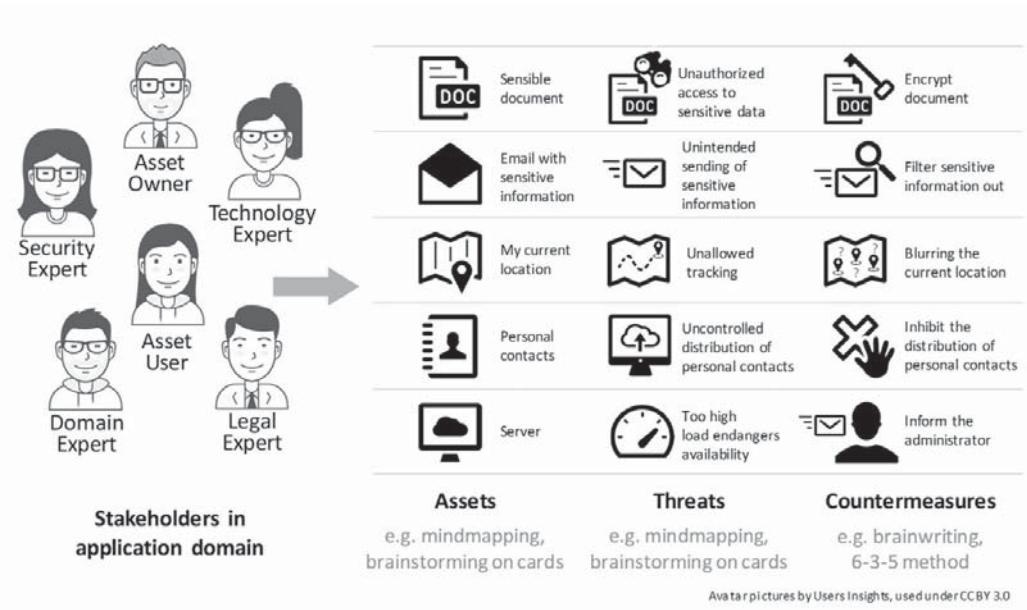 Asset
Owner
Technology
Expert
Security
Expert
Asset
User
Domain
Expert
Legal
Expert
Stakeholders in
application domain
DOC
Sensible
document
DOC
Unauthorized
access to
sensitive data
DOC
Encrypt
document
Email with
sensitive
information
Unintended
sending of
sensitive
information
Filter sensitive
information out
My current
location
Unallowed
tracking
? ? ?
Blurring the
current location
Personal
contacts
Uncontrolled
distribution of
personal contacts
Inhibit the
distribution of
personal contacts
Server
Too high
load endangers
availability
Inform the
administrator
Assets
e.g. mindmapping,
brainstorming on cards
Threats
e.g. mindmapping,
brainstorming on cards
Countermeasures
e.g. brainwriting,
6-3-5 method
Avatar pictures by Users Insights, used under CC BY 3.0